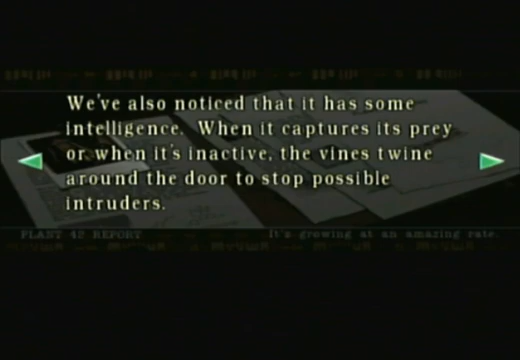 We've also noticed that it has some
intelligence. When it captures its prey
or when it's inactive, the vines twine
around the door to stop possible
intruders.
PLANT 42 REPORT
It's growing at an amazing rate.